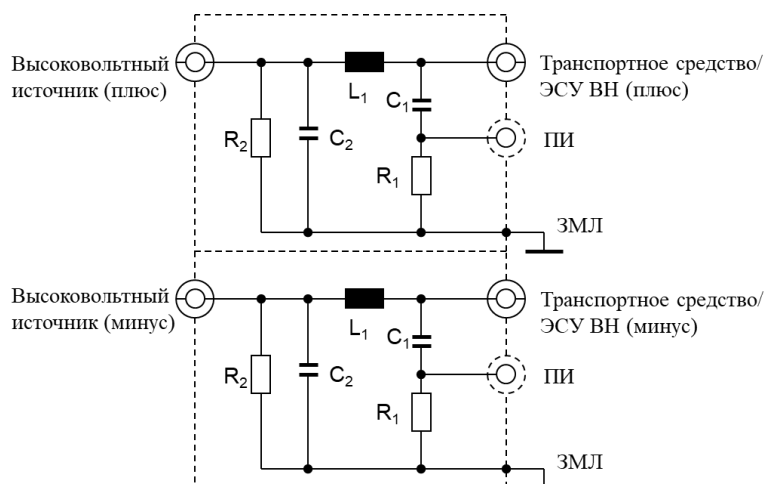 Высоковольтный
источник (плюс)
Транспортное средство/
ЭСУ ВН (плюс)
L1
C1
R2
C2
ПИ
R1
ЗМЛ
Высоковольтный
источник (минус)
Транспортное средство/
ЭСУ ВН (минус)
L1
C1
R2
C2
ПИ
R1
ЗМЛ